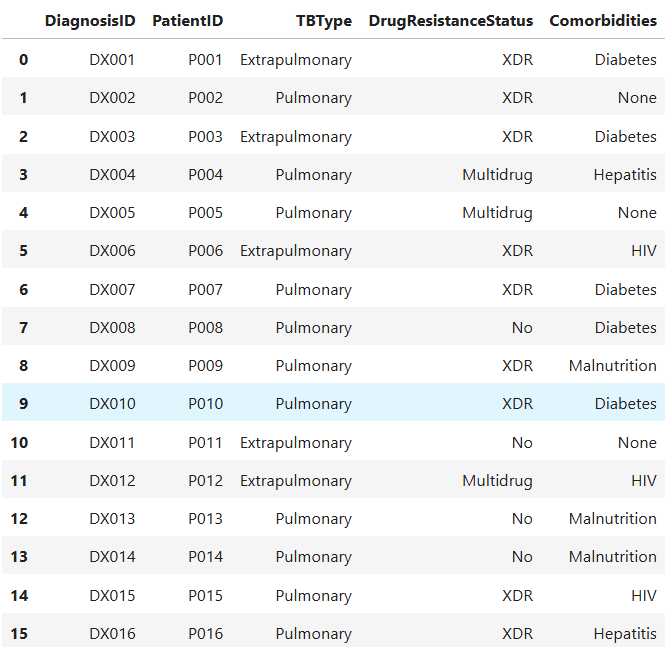 DiagnosisID PatientID TBType DrugResistanceStatus Comorbidities
0 DX001 P001 Extrapulmonary XDR Diabetes
1 DX002 P002 Pulmonary XDR None
2 DX003 P003 Extrapulmonary XDR Diabetes
3 DX004 P004 Pulmonary Multidrug Hepatitis
4 DX005 P005 Pulmonary Multidrug None
5 DX006 P006 Extrapulmonary XDR HIV
6 DX007 P007 Pulmonary XDR Diabetes
7 DX008 P008 Pulmonary No Diabetes
8 DX009 P009 Pulmonary XDR Malnutrition
9 DX010 P010 Pulmonary XDR Diabetes
10 DX011 P011 Extrapulmonary No None
11 DX012 P012 Extrapulmonary Multidrug HIV
12 DX013 P013 Pulmonary No Malnutrition
13 DX014 P014 Pulmonary No Malnutrition
14 DX015 P015 Pulmonary XDR HIV
15 DX016 P016 Pulmonary XDR Hepatitis